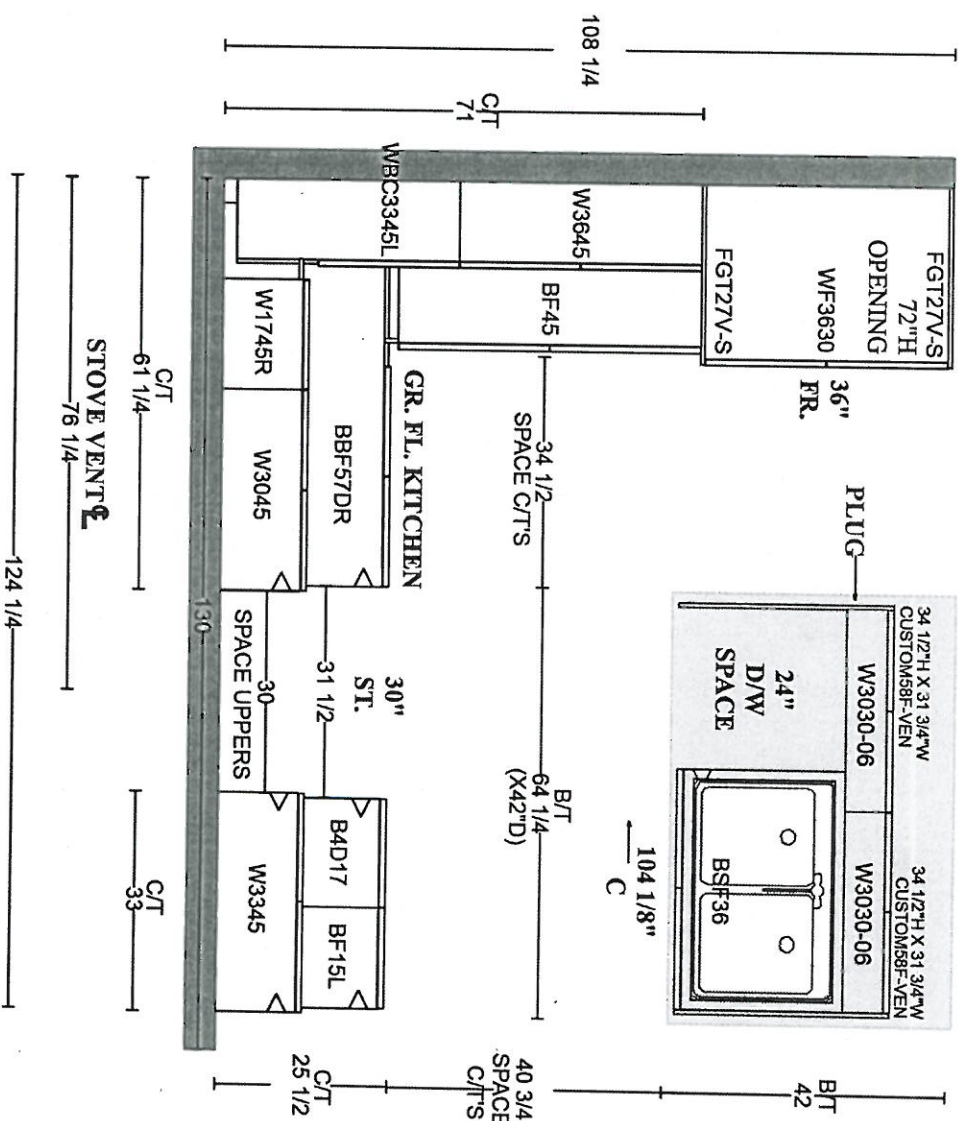 108 1/4
C/T
71
WBC3345L
W3645
FGT27V-S
WF3630
OPENING
72"H
FGT27V-S
36"
FR.
BF45
W1745R
W3045
BBF57DR
GR. FL. KITCHEN
34 1/2
SPACE C/T'S
PLUG
34 1/2"H X 31 3/4"W
CUSTOM58F-VEN
34 1/2"H X 31 3/4"W
CUSTOM58F-VEN
W3030-06
W3030-06
24"
D/W
SPACE
BSF36
104 1/8"
C
B/T
64 1/4
(X42"D)
30"
ST.
31 1/2
30
SPACE UPPERS
130
B4D17
BF15L
W3345
C/T
33
C/T
61 1/4
76 1/4
STOVE VENT ℄
124 1/4
B/T
42
40 3/4
SPACE
C/T'S
C/T
25 1/2